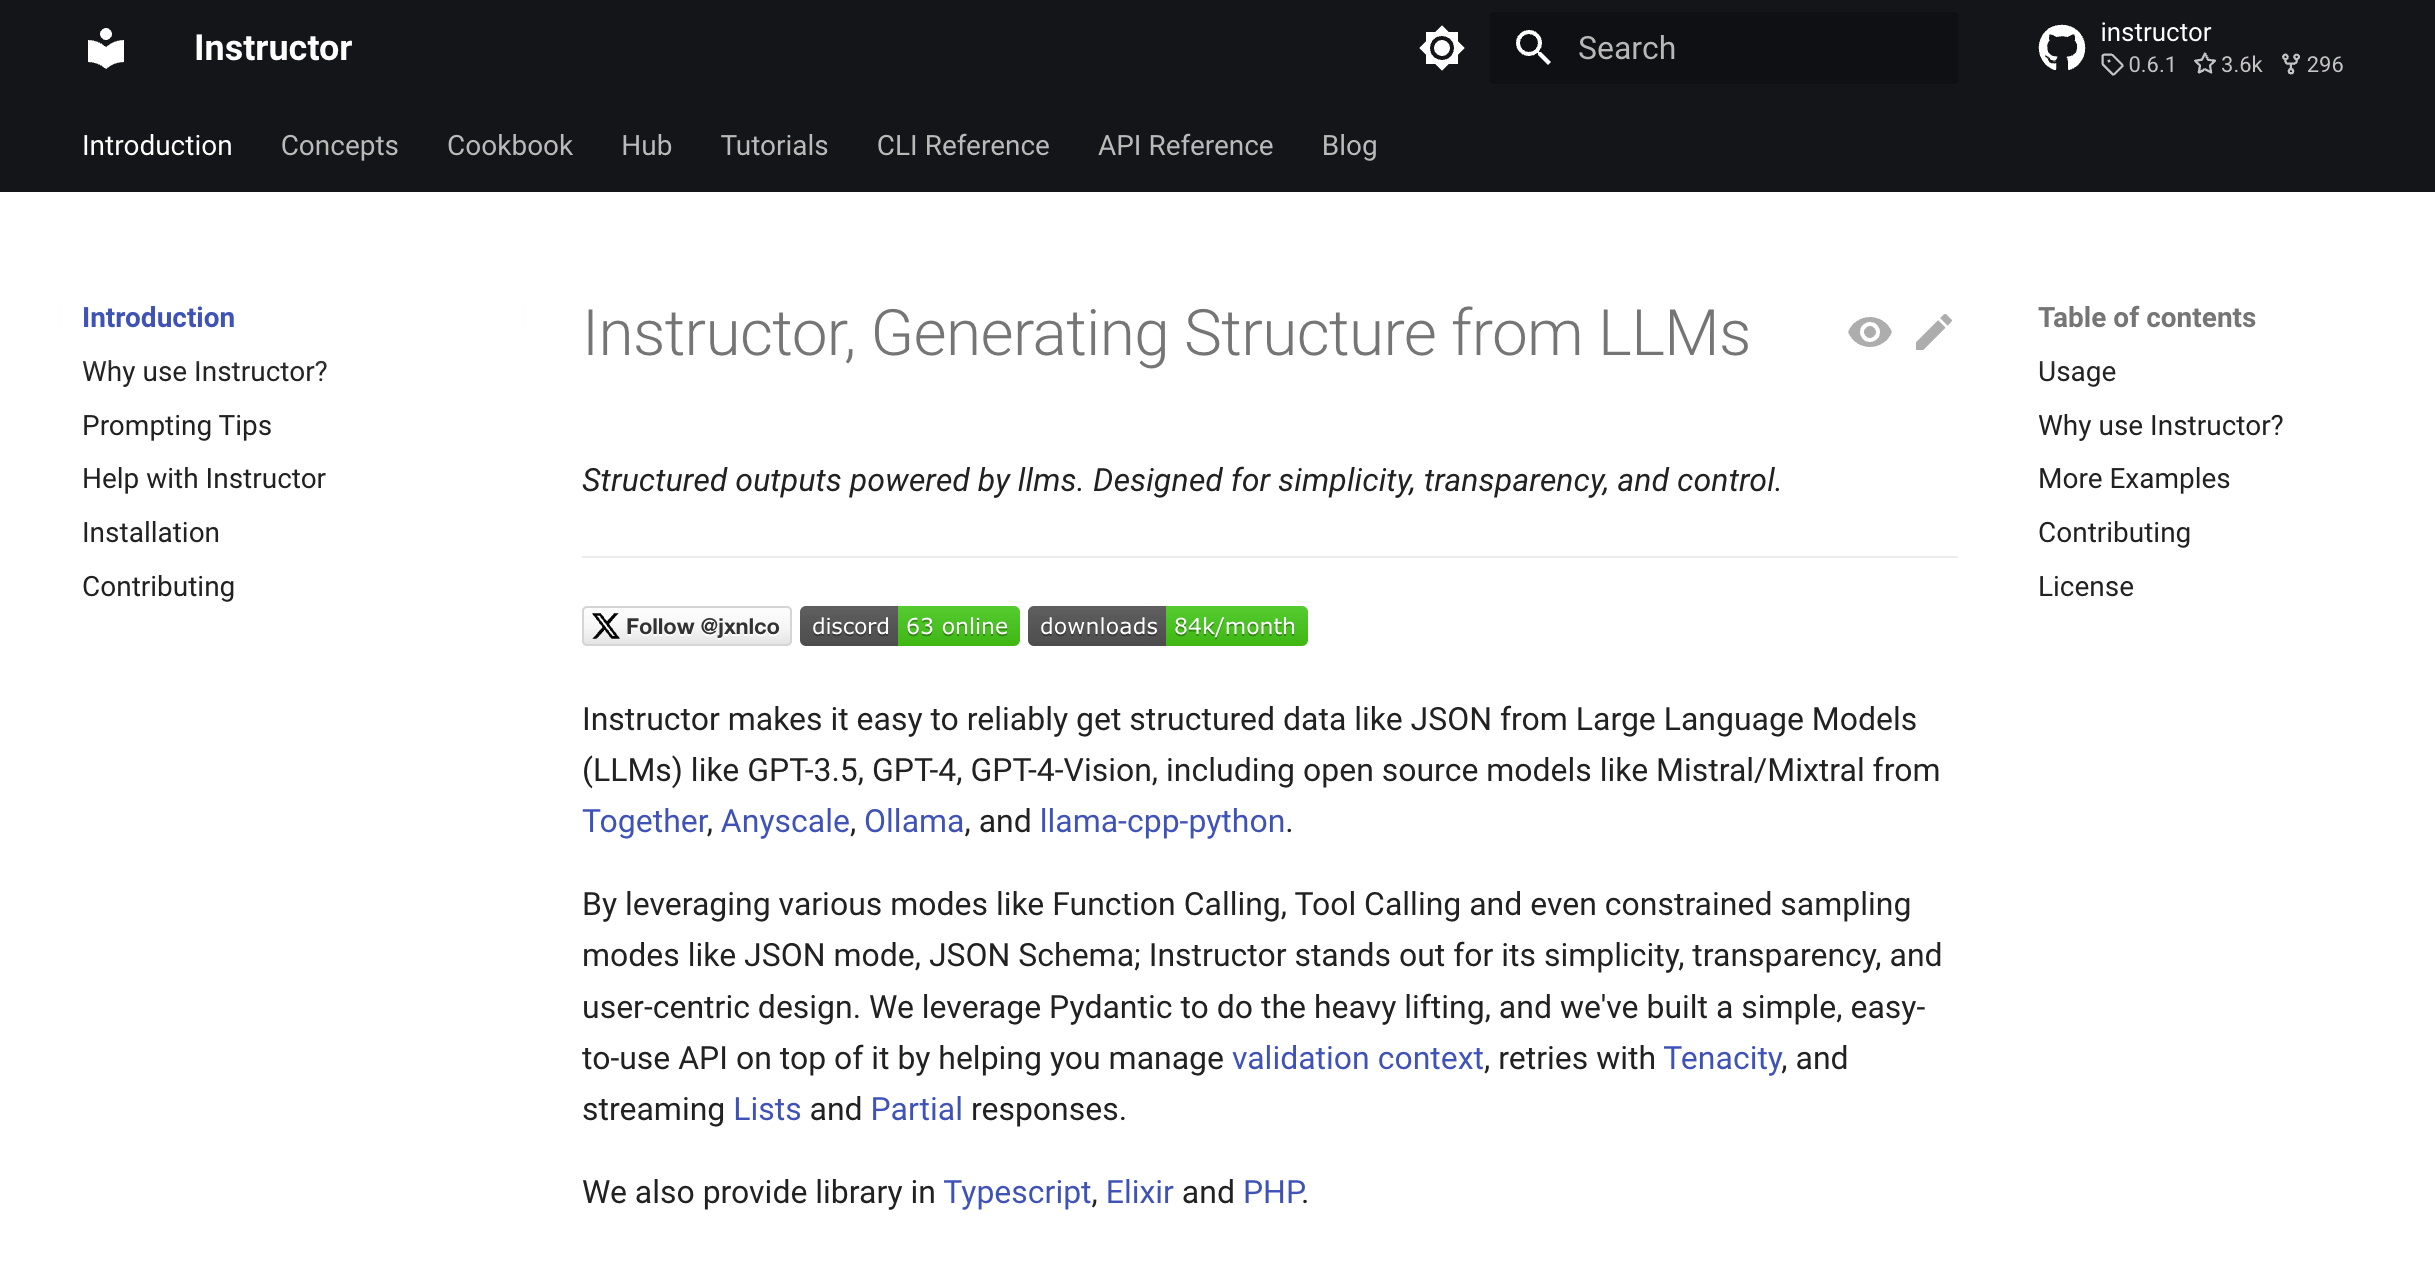 Instructor
Search
instructor
0.6.1 3.6k 296
Introduction Concepts Cookbook Hub Tutorials CLI Reference API Reference Blog
Introduction
Why use Instructor?
Prompting Tips
Help with Instructor
Installation
Contributing
Instructor, Generating Structure from LLMs
Structured outputs powered by llms. Designed for simplicity, transparency, and control.
Follow @jxnlco discord 63 online downloads 84k/month
Instructor makes it easy to reliably get structured data like JSON from Large Language Models
(LLMs) like GPT-3.5, GPT-4, GPT-4-Vision, including open source models like Mistral/Mixtral from
Together, Anyscale, Ollama, and llama-cpp-python.
By leveraging various modes like Function Calling, Tool Calling and even constrained sampling
modes like JSON mode, JSON Schema; Instructor stands out for its simplicity, transparency, and
user-centric design. We leverage Pydantic to do the heavy lifting, and we've built a simple, easy-
to-use API on top of it by helping you manage validation context, retries with Tenacity, and
streaming Lists and Partial responses.
We also provide library in Typescript, Elixir and PHP.
Table of contents
Usage
Why use Instructor?
More Examples
Contributing
License